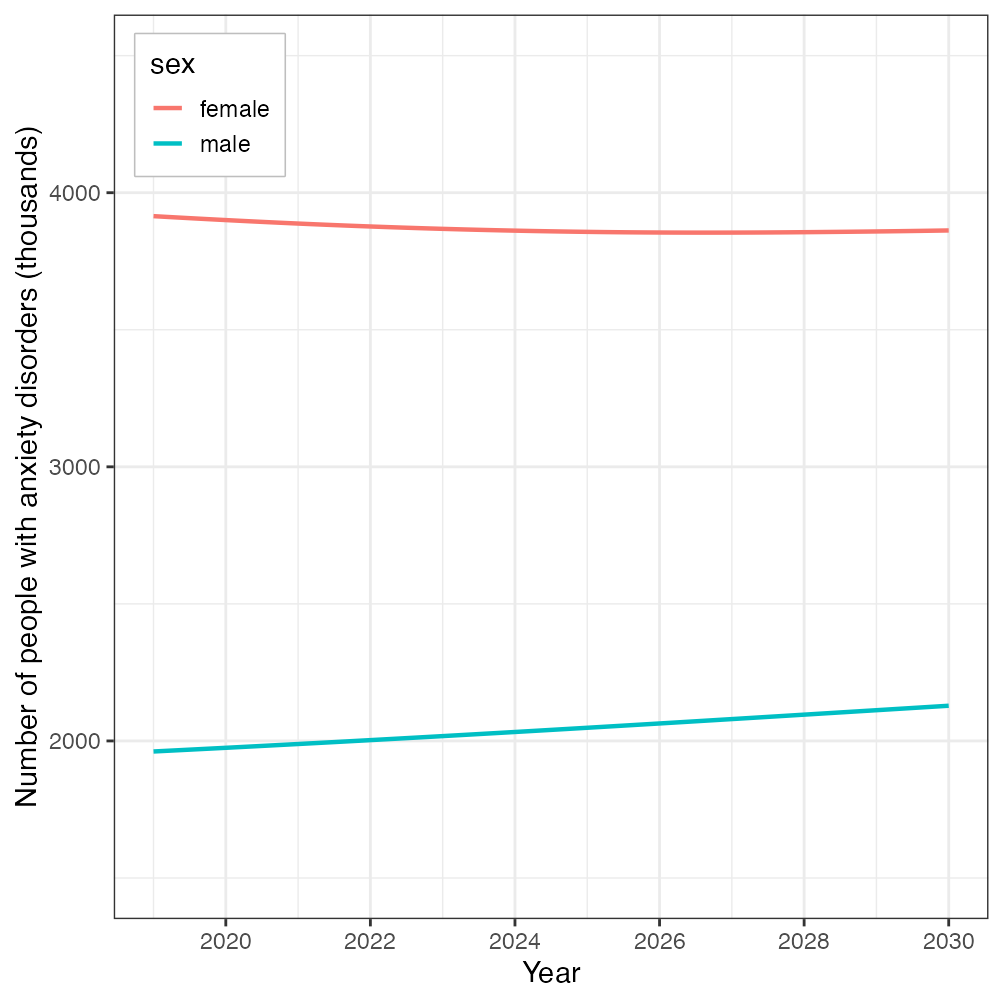 sex
female
male
Number of people with anxiety disorders (thousands)
4000
3000
2000
2020 2022 2024 2026 2028 2030
Year